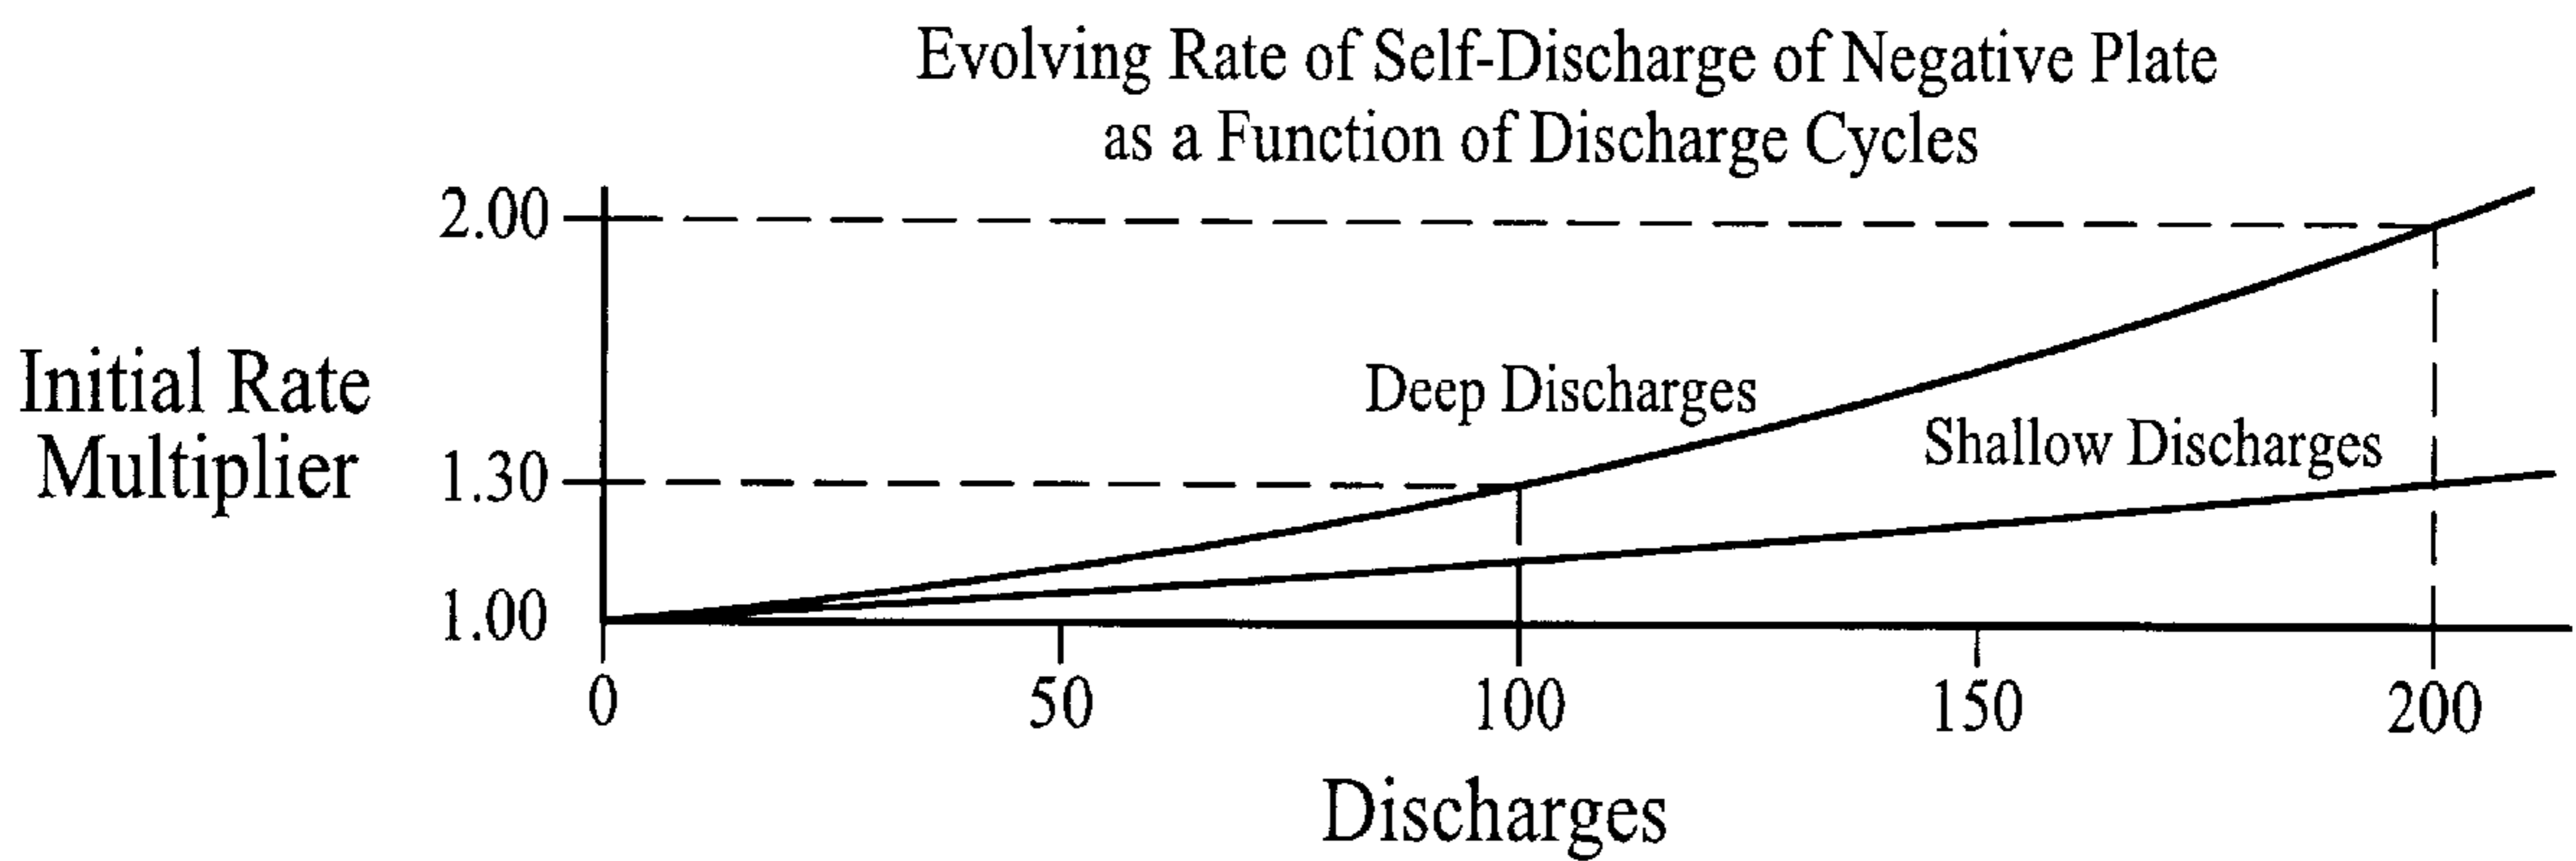 Evolving Rate of Self-Discharge of Negative Plate
as a Function of Discharge Cycles
2.00
Deep Discharges
Initial Rate
Multiplier
Shallow Discharges
1.30
1.00
0
50
100
150
200
Discharges